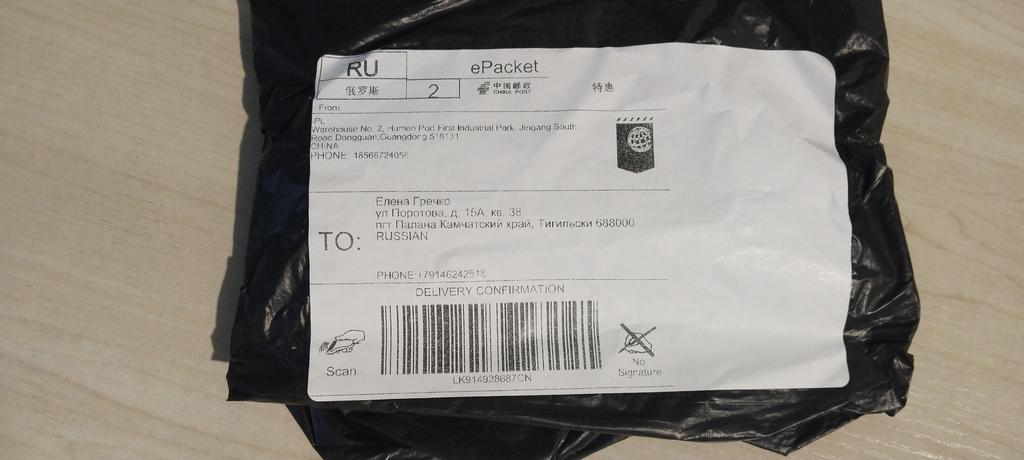 RU
俄罗斯
2
ePacket
中国邮政
CHINA POST
特惠
From:
PL
Warehouse No. 2, Humen Port First Industrial Park, Jingang South
Road Dongguan,Guangdong 518131
CHINA
PHONE: 18566724056
TO:
Елена Гречко
ул Поротова, д. 15А, кв. 38,
пгт Палана Камчатский край, Тигильски 688000
RUSSIAN
PHONE:+79146242518
DELIVERY CONFIRMATION
Scan
LK914928687CN
No
Signature